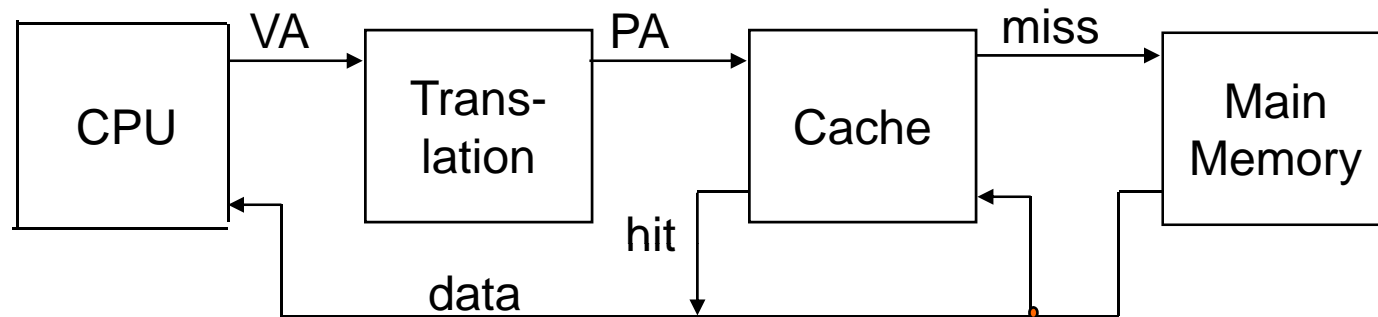 VA
PA
miss
CPU
Trans-
lation
Cache
Main
Memory
hit
data